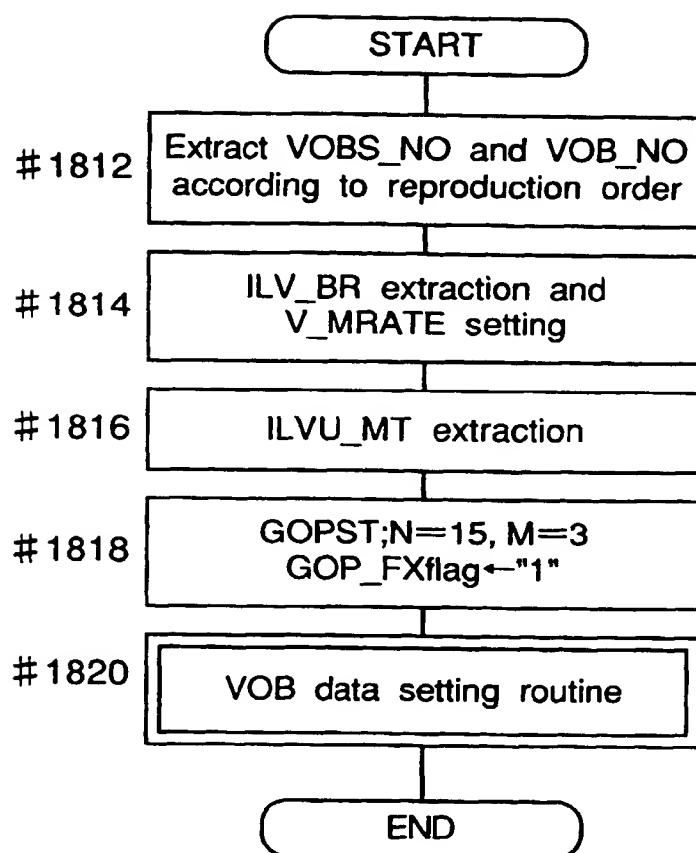 START
#1812
Extract VOBS_NO and VOB_NO
according to reproduction order
#1814
ILV_BR extraction and
V_MRATE setting
#1816
ILVU_MT extraction
#1818
GOPST;N=15, M=3
GOP_FXflag←"1"
#1820
VOB data setting routine
END